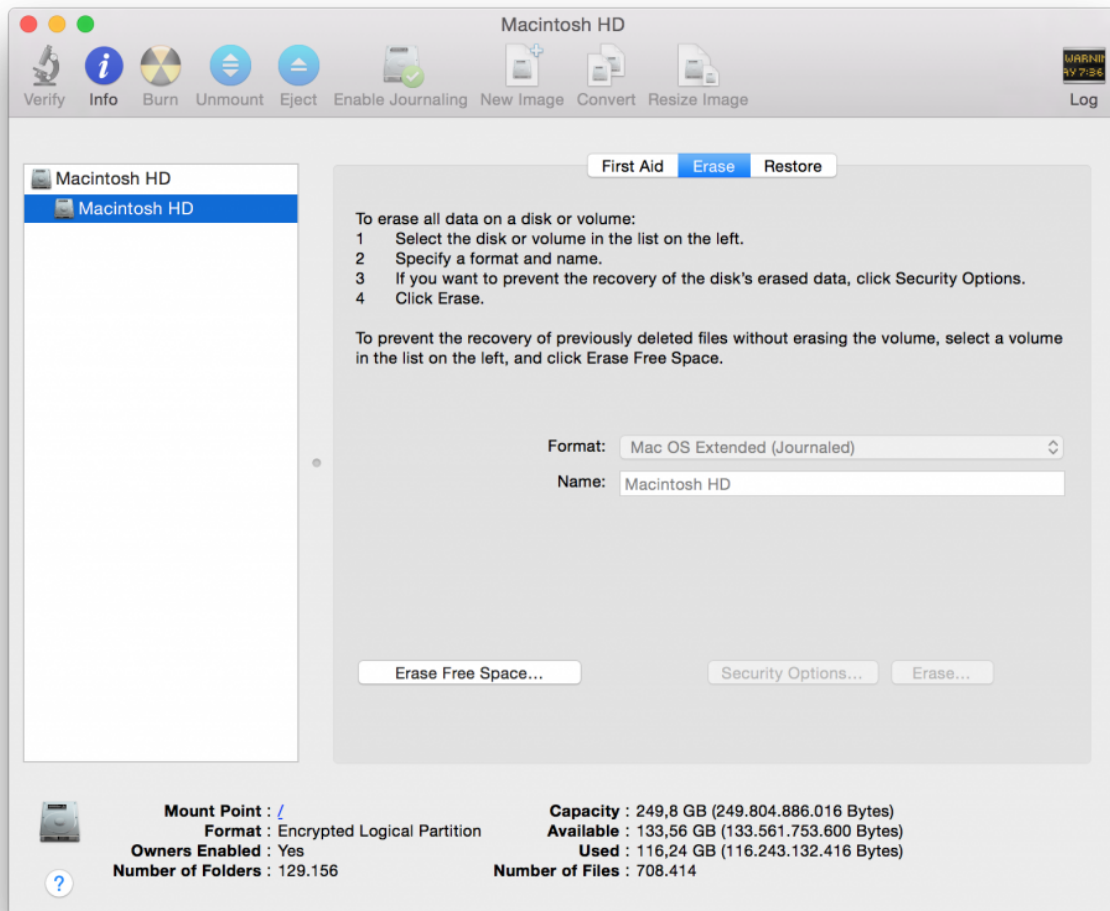 Macintosh HD
Verify Info Burn Unmount Eject Enable Journaling New Image Convert Resize Image Log
WARNIN
AY 7:36
Macintosh HD
Macintosh HD
First Aid Erase Restore
To erase all data on a disk or volume:
1 Select the disk or volume in the list on the left.
2 Specify a format and name.
3 If you want to prevent the recovery of the disk's erased data, click Security Options.
4 Click Erase.
To prevent the recovery of previously deleted files without erasing the volume, select a volume
in the list on the left, and click Erase Free Space.
Format: Mac OS Extended (Journaled)
Name: Macintosh HD
Erase Free Space... Security Options... Erase...
Mount Point : / Capacity : 249,8 GB (249.804.886.016 Bytes)
Format : Encrypted Logical Partition Available : 133,56 GB (133.561.753.600 Bytes)
Owners Enabled : Yes Used : 116,24 GB (116.243.132.416 Bytes)
Number of Folders : 129.156 Number of Files : 708.414
?